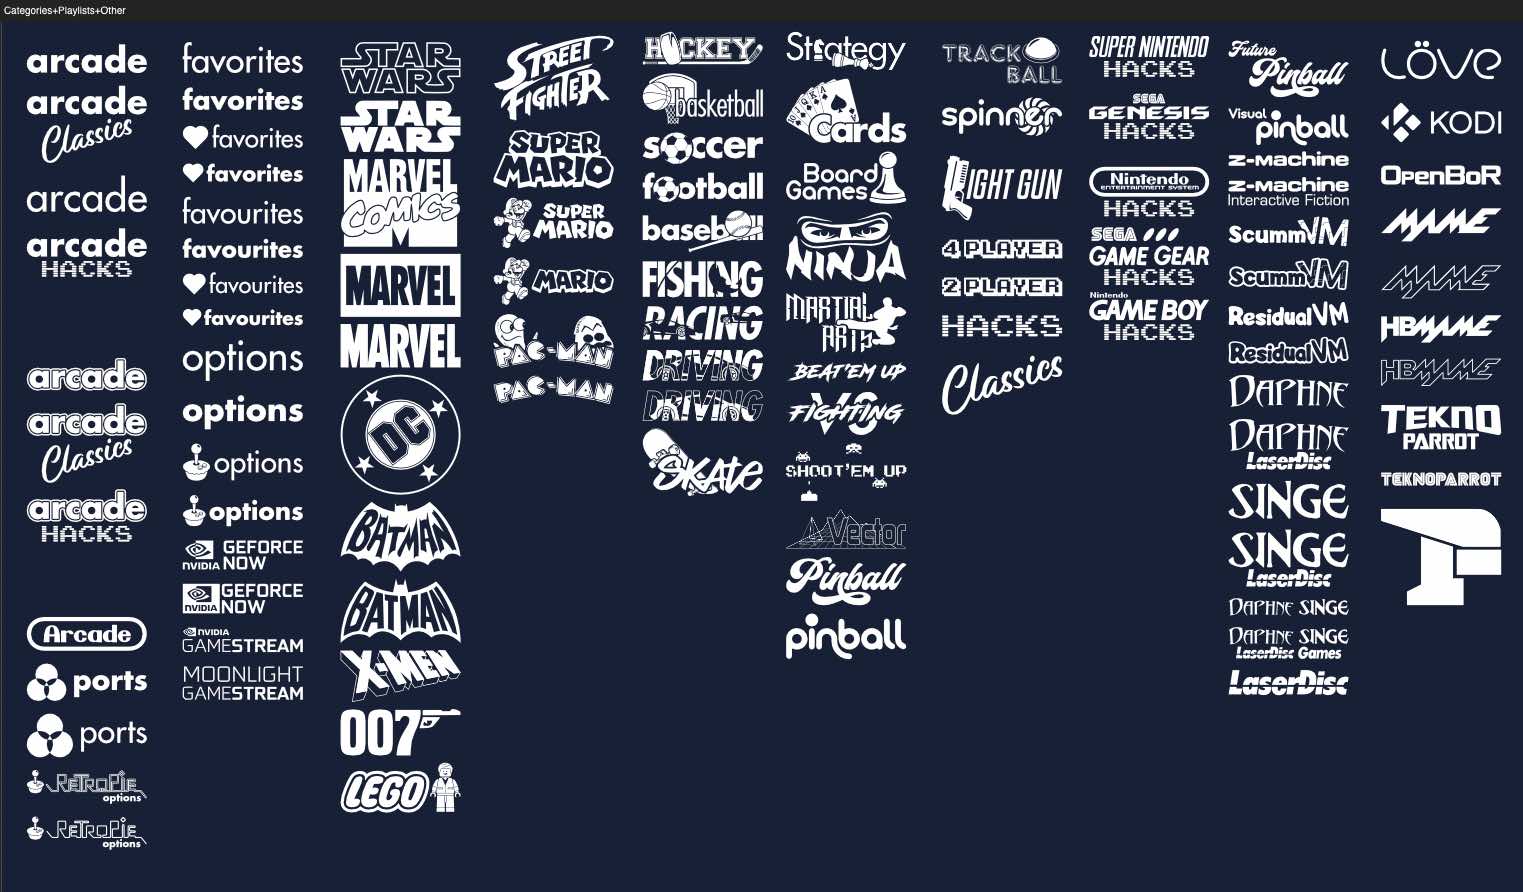 Categories+Playlists+Other
arcade
arcade
Classics
arcade
arcade
HACKS
arcade
arcade
Classics
arcade
HACKS
Arcade
ports
ports
RetroPie
options
RetroPie
options
favorites
favorites
favorites
favorites
favourites
favourites
favourites
favourites
options
options
options
options
NVIDIA
GEFORCE
NOW
NVIDIA
GEFORCE
NOW
NVIDIA
GAMESTREAM
MOONLIGHT
GAMESTREAM
STAR
WARS
STAR
WARS
MARVEL
COMICS
M
MARVEL
MARVEL
DC
BATMAN
BATMAN
X-MEN
007
LEGO
STREET
FIGHTER
SUPER
MARIO
SUPER
MARIO
MARIO
PAC-MAN
PAC-MAN
HOCKEY
basketball
soccer
football
baseball
FISHING
RACING
DRIVING
DRIVING
SKATE
Strategy
Cards
Board
Games
NINJA
MARTIAL
ARTS
BEAT'EM UP
VS
FIGHTING
SHOOT'EM UP
Vector
Pinball
pinball
TRACK
BALL
spinner
LIGHT GUN
4 PLAYER
2 PLAYER
HACKS
Classics
SUPER NINTENDO
HACKS
SEGA
GENESIS
HACKS
Nintendo
ENTERTAINMENT SYSTEM
HACKS
SEGA
GAME GEAR
HACKS
Nintendo
GAME BOY
HACKS
Future
Pinball
Visual
pinball
Z-MACHINE
Z-MACHINE
Interactive Fiction
ScummVM
ScummVM
ResidualVM
ResidualVM
DAPHNE
DAPHNE
LaserDisc
SINGE
SINGE
LaserDisc
DAPHNE SINGE
DAPHNE SINGE
LaserDisc Games
LaserDisc
LÖVE
KODI
OpenBoR
MAME
MAME
HBMAME
HBMAME
TEKNO
PARROT
TEKNOPARROT